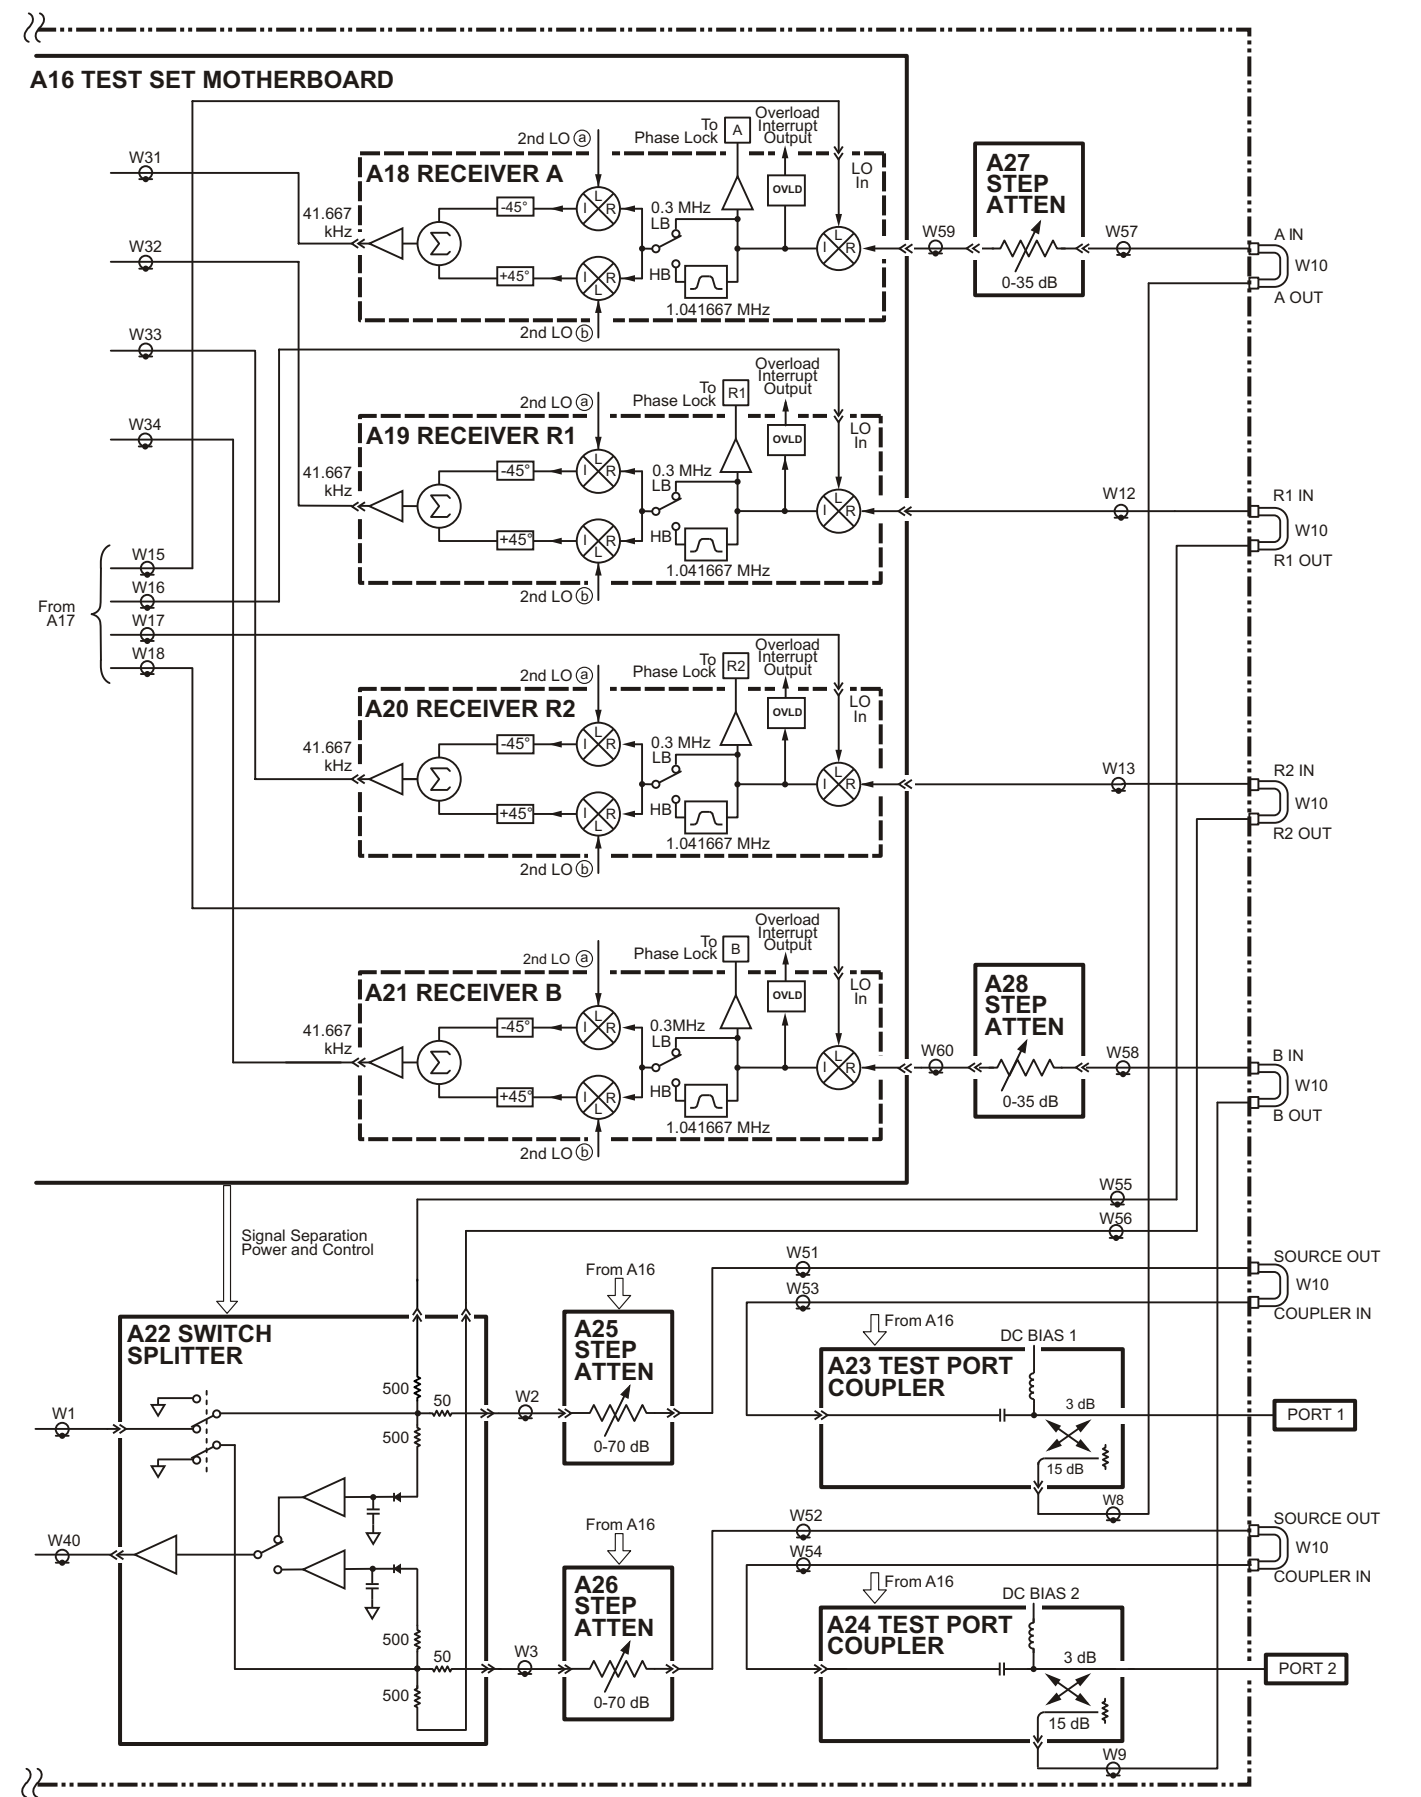 A16 TEST SET MOTHERBOARD
W31
W32
W33
W34
From
A17
W15
W16
W17
W18
2nd LO a
To
Phase Lock
A
Overload
Interrupt
Output
A18 RECEIVER A
OVLD
LO
In
41.667
kHz
Σ
-45°
+45°
L
I
R
I
R
L
0.3 MHz
LB
HB
1.041667 MHz
L
I
R
2nd LO b
W59
A27
STEP
ATTEN
0-35 dB
W57
A IN
W10
A OUT
2nd LO a
To
Phase Lock
R1
Overload
Interrupt
Output
A19 RECEIVER R1
OVLD
LO
In
41.667
kHz
Σ
-45°
+45°
L
I
R
I
R
L
0.3 MHz
LB
HB
1.041667 MHz
L
I
R
2nd LO b
W12
R1 IN
W10
R1 OUT
2nd LO a
To
Phase Lock
R2
Overload
Interrupt
Output
A20 RECEIVER R2
OVLD
LO
In
41.667
kHz
Σ
-45°
+45°
L
I
R
I
R
L
0.3 MHz
LB
HB
1.041667 MHz
L
I
R
2nd LO b
W13
R2 IN
W10
R2 OUT
2nd LO a
To
Phase Lock
B
Overload
Interrupt
Output
A21 RECEIVER B
OVLD
LO
In
41.667
kHz
Σ
-45°
+45°
L
I
R
I
R
L
0.3MHz
LB
HB
1.041667 MHz
L
I
R
2nd LO b
W60
A28
STEP
ATTEN
0-35 dB
W58
B IN
W10
B OUT
W55
W56
Signal Separation
Power and Control
A22 SWITCH
SPLITTER
W1
W40
500
50
500
500
50
500
W2
W3
From A16
A25
STEP
ATTEN
0-70 dB
W51
W53
SOURCE OUT
W10
COUPLER IN
From A16
DC BIAS 1
A23 TEST PORT
COUPLER
3 dB
15 dB
PORT 1
W8
From A16
A26
STEP
ATTEN
0-70 dB
W52
W54
SOURCE OUT
W10
COUPLER IN
From A16
DC BIAS 2
A24 TEST PORT
COUPLER
3 dB
15 dB
PORT 2
W9